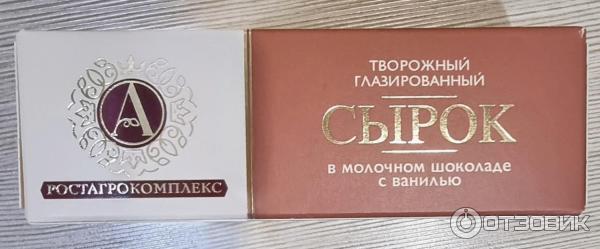 А
РОСТАГРОКОМПЛЕКС
ТВОРОЖНЫЙ
ГЛАЗИРОВАННЫЙ
СЫРОК
В МОЛОЧНОМ ШОКОЛАДЕ
С ВАНИЛЬЮ
ОТЗОВИК